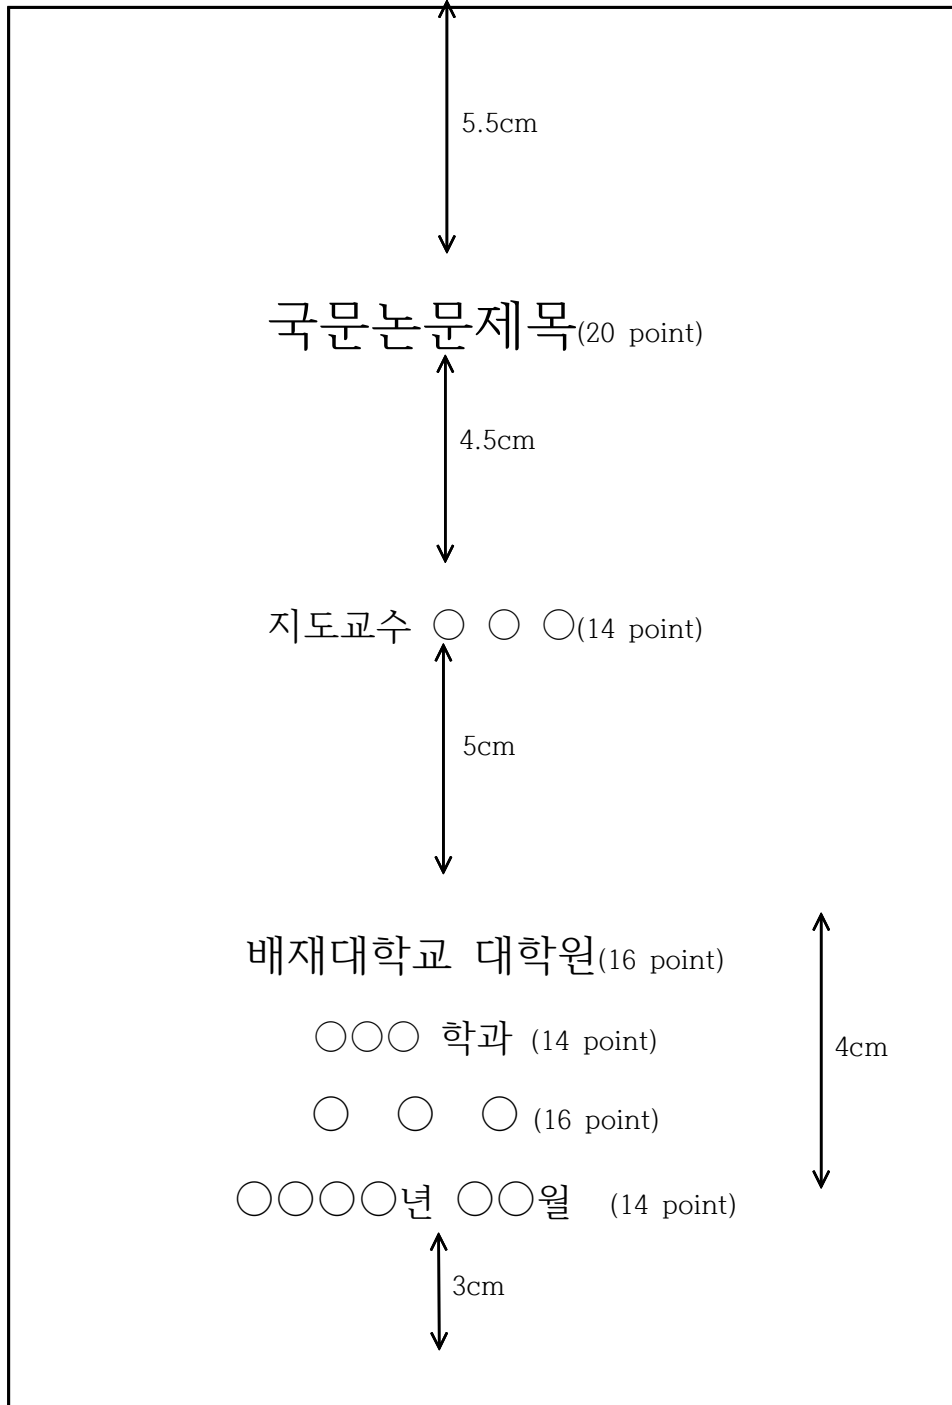 5.5cm
국문논문제목(20 point)
4.5cm
지도교수 ○ ○ ○(14 point)
5cm
배재대학교 대학원(16 point)
○○○ 학과 (14 point)
4cm
○ ○ ○ (16 point)
○○○○년 ○○월 (14 point)
3cm